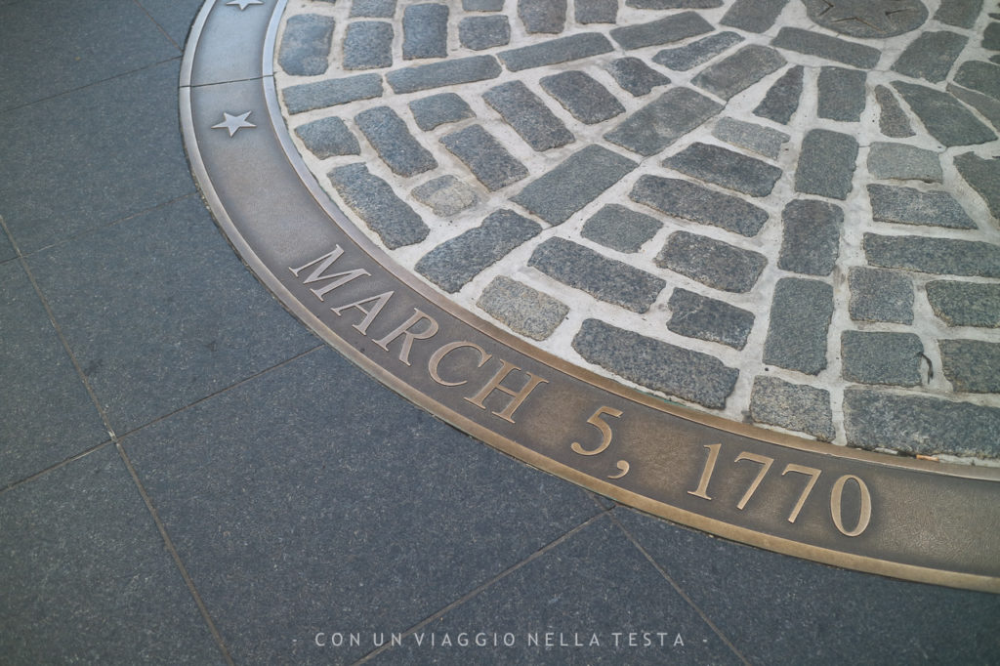 MARCH 5, 1770
- CON UN VIAGGIO NELLA TESTA -